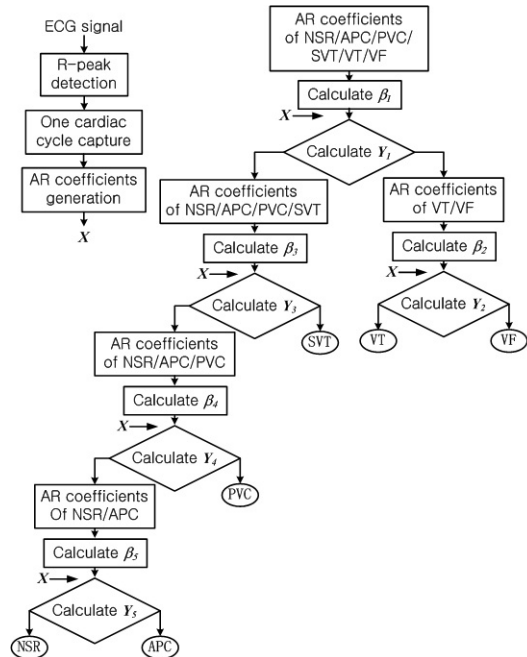 ECG signal
R-peak
detection
One cardiac
cycle capture
AR coefficients
generation
X
AR coefficients
of NSR/APC/PVC/
SVT/VT/VF
Calculate β1
X
Calculate Y1
AR coefficients
of NSR/APC/PVC/SVT
Calculate β3
X
Calculate Y3
SVT
AR coefficients
of VT/VF
Calculate β2
X
Calculate Y2
VT
VF
AR coefficients
of NSR/APC/PVC
Calculate β4
X
Calculate Y4
PVC
AR coefficients
Of NSR/APC
Calculate β5
X
Calculate Y5
NSR
APC